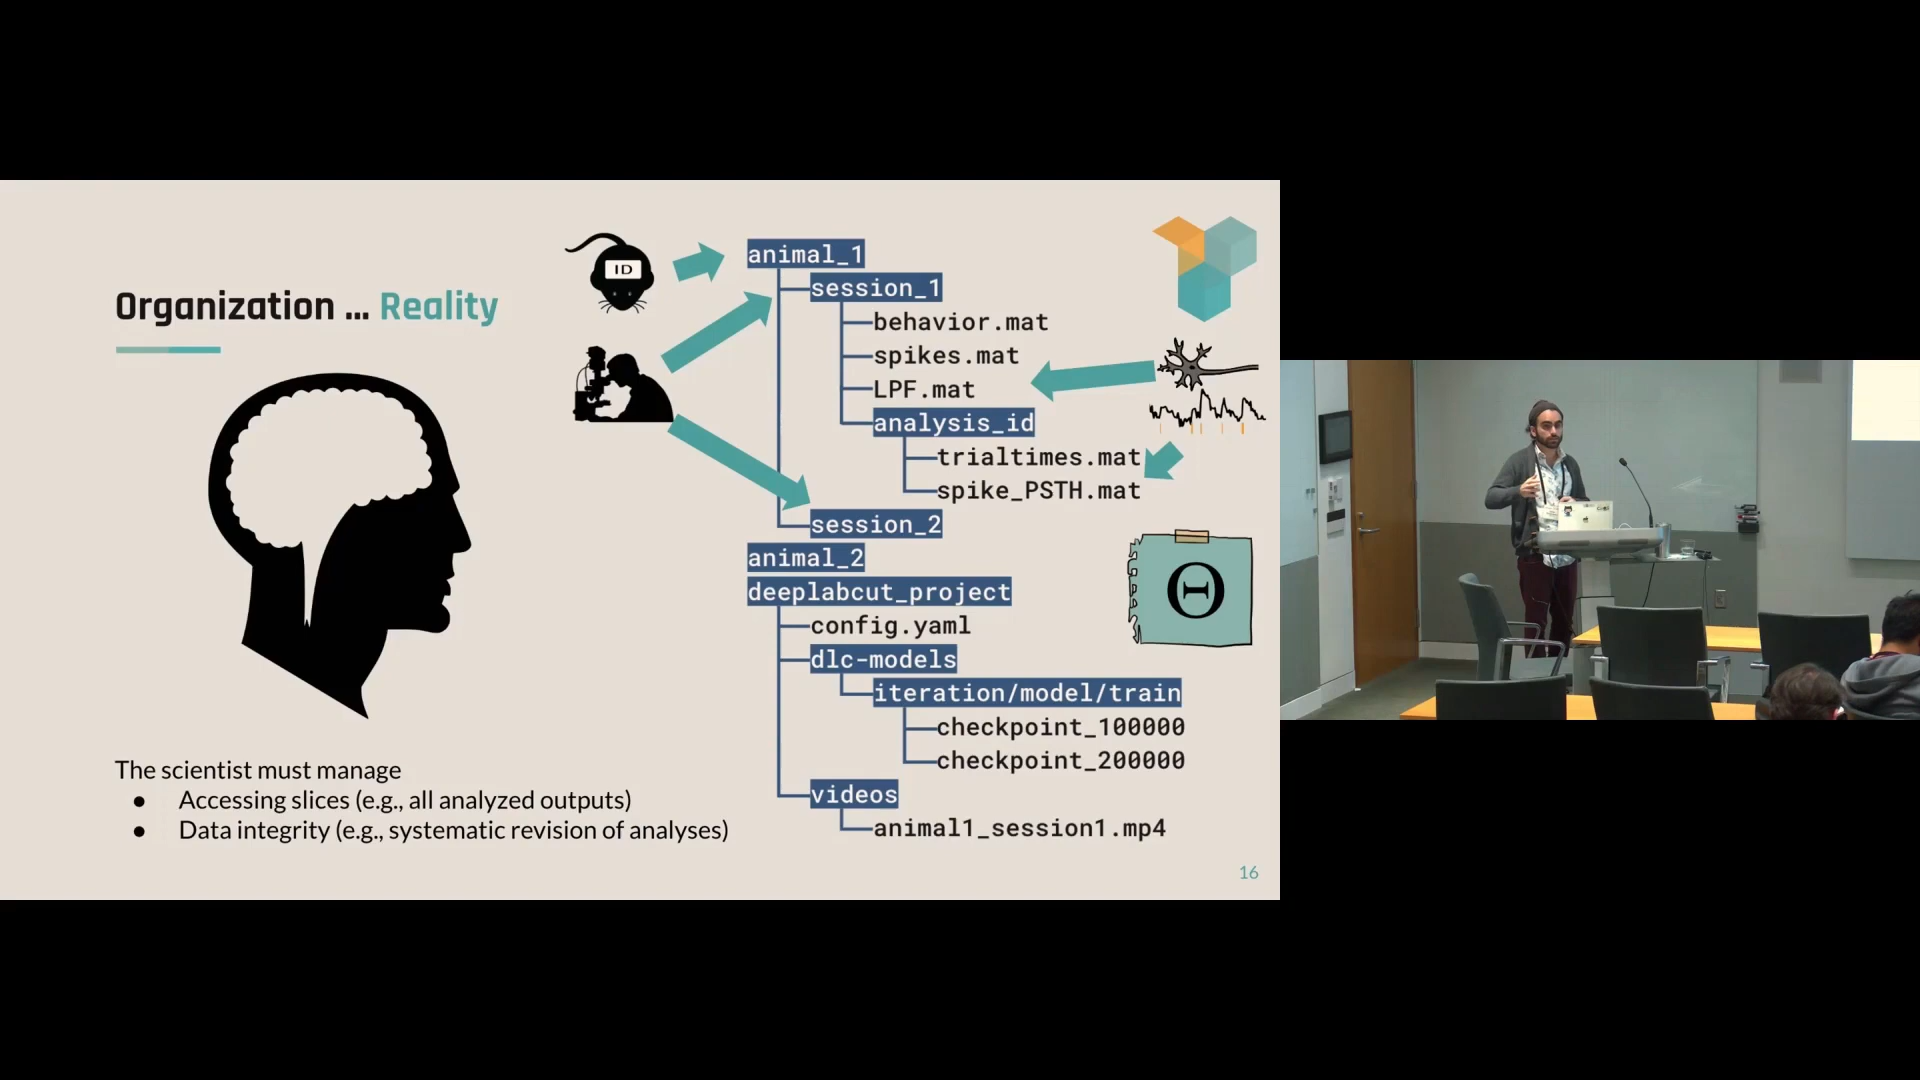 Organization ... Reality
ID
animal_1
session_1
behavior.mat
spikes.mat
LPF.mat
analysis_id
trialtimes.mat
spike_PSTH.mat
session_2
animal_2
deeplabcut_project
config.yaml
dlc-models
iteration/model/train
checkpoint_100000
checkpoint_200000
videos
animal1_session1.mp4
Θ
The scientist must manage
● Accessing slices (e.g., all analyzed outputs)
● Data integrity (e.g., systematic revision of analyses)
16